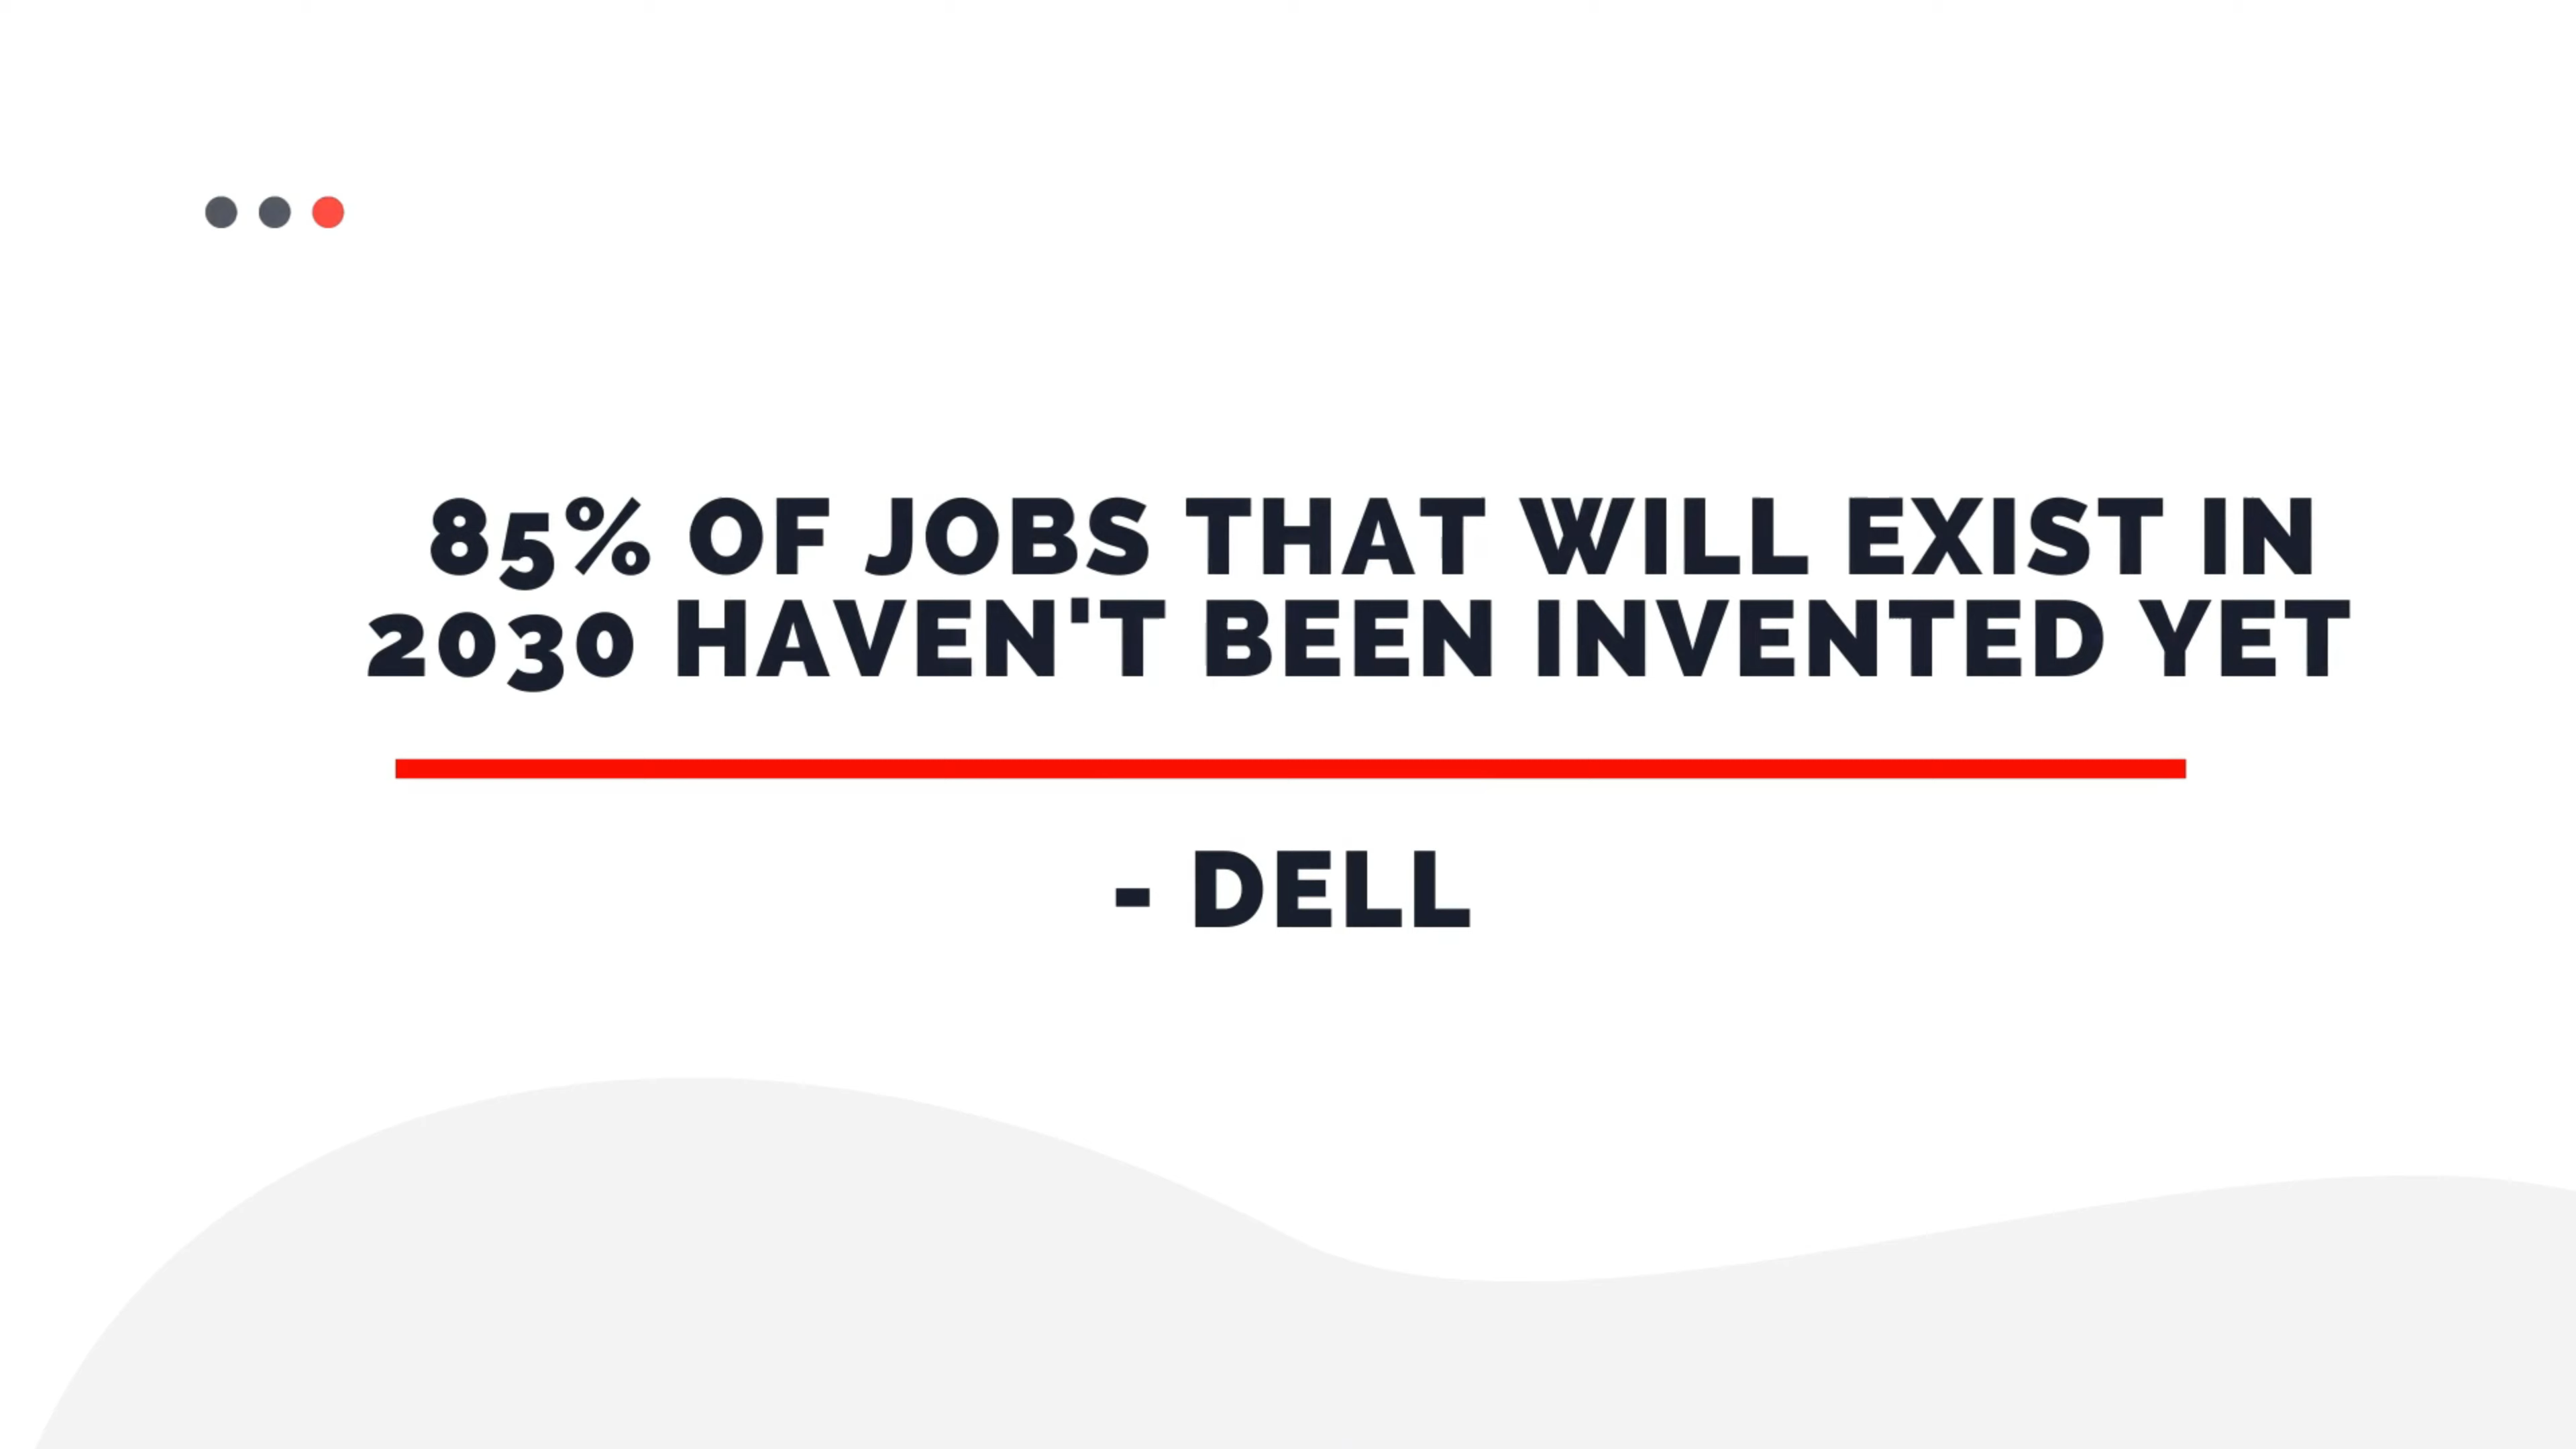 85% OF JOBS THAT WILL EXIST IN
2030 HAVEN'T BEEN INVENTED YET
- DELL